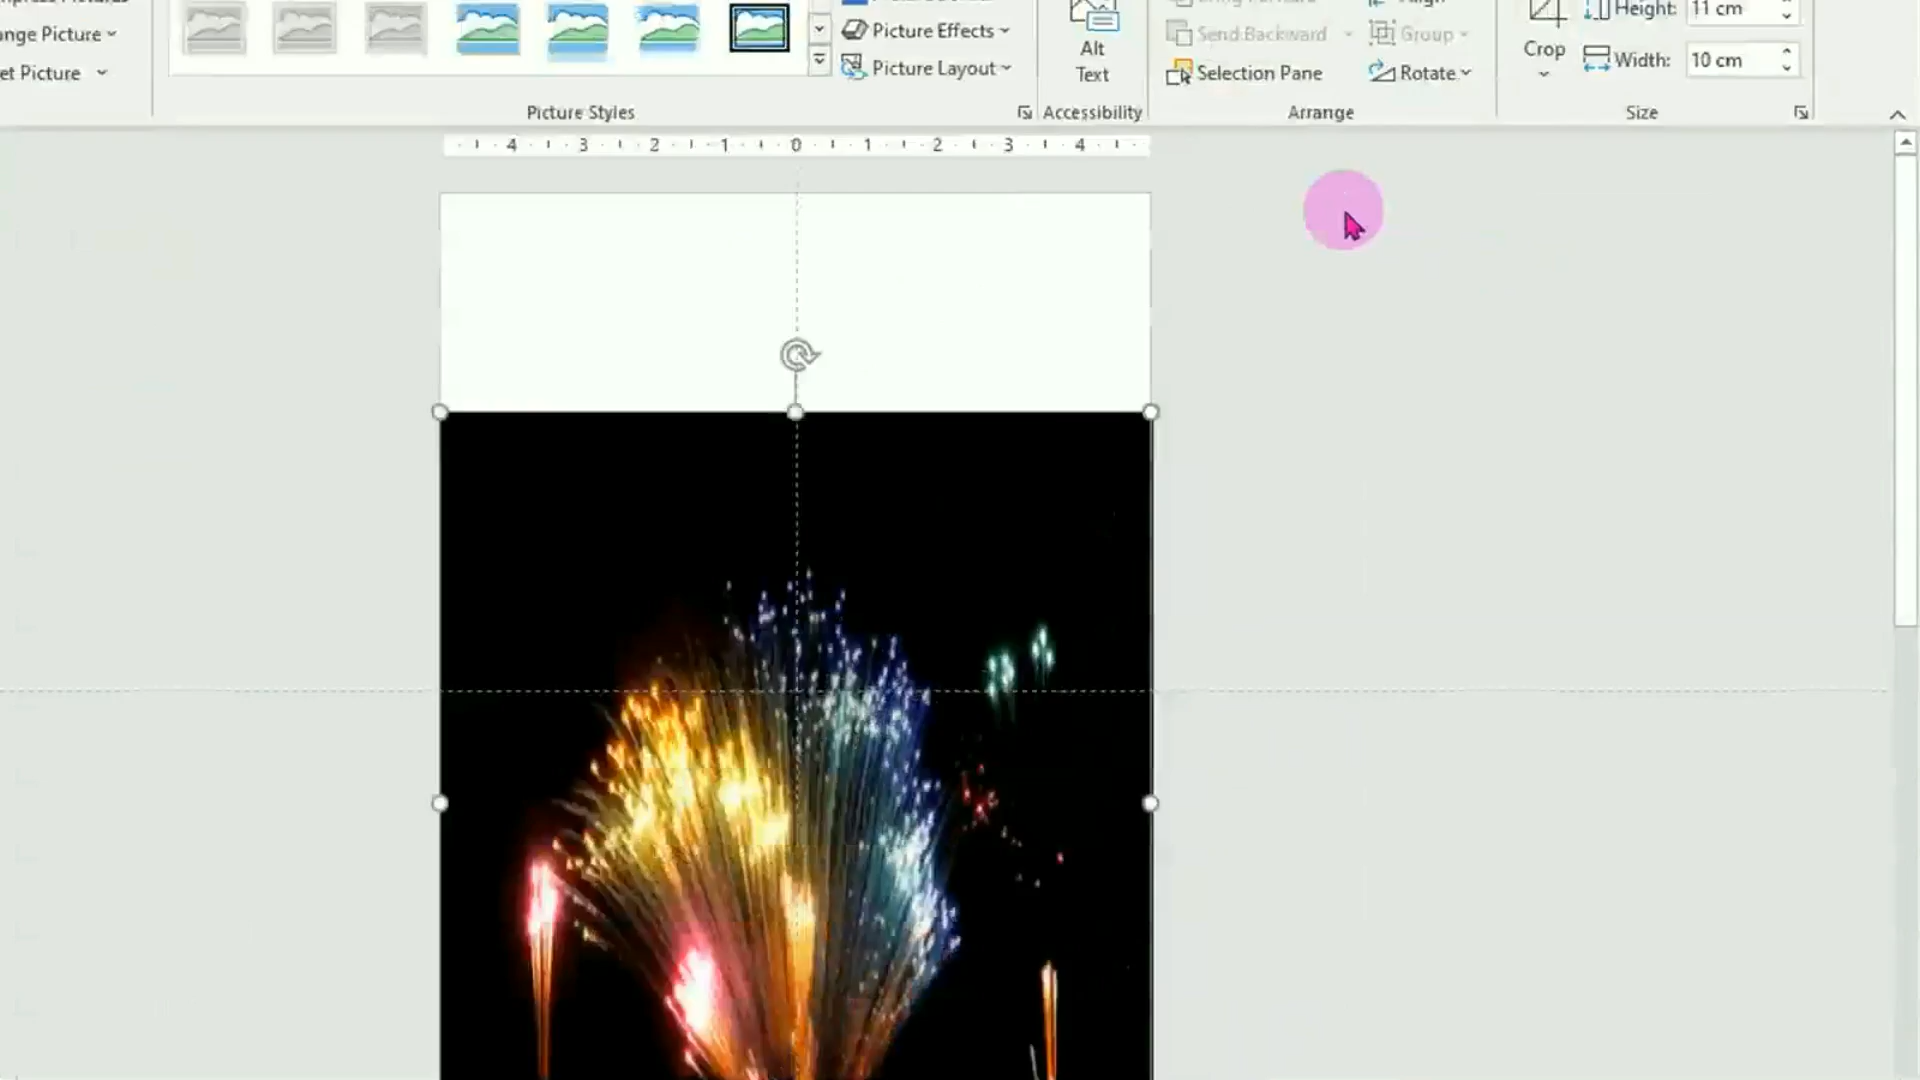 ange Picture
et Picture
Picture Effects
Picture Layout
Picture Styles
Alt
Text
Accessibility
Send Backward
Group
Selection Pane
Rotate
Arrange
Crop
Height: 11 cm
Width: 10 cm
Size
4 3 2 1 0 1 2 3 4